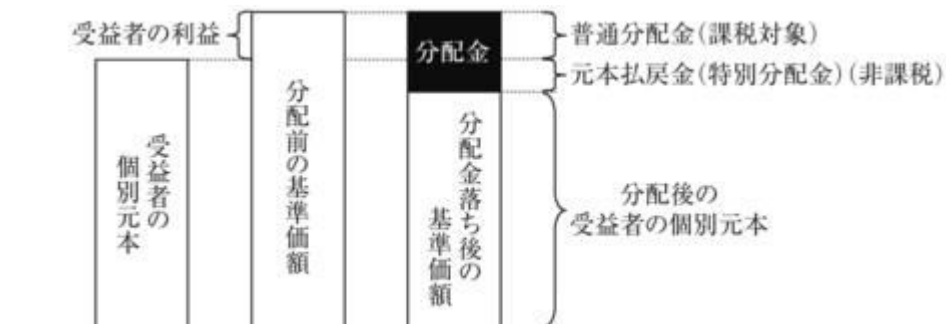 受益者の利益
分配金
普通分配金(課税対象)
元本払戻金(特別分配金)(非課税)
受益者の
個別元本
分配前の基準価額
分配金落ち後の
基準価額
分配後の
受益者の個別元本